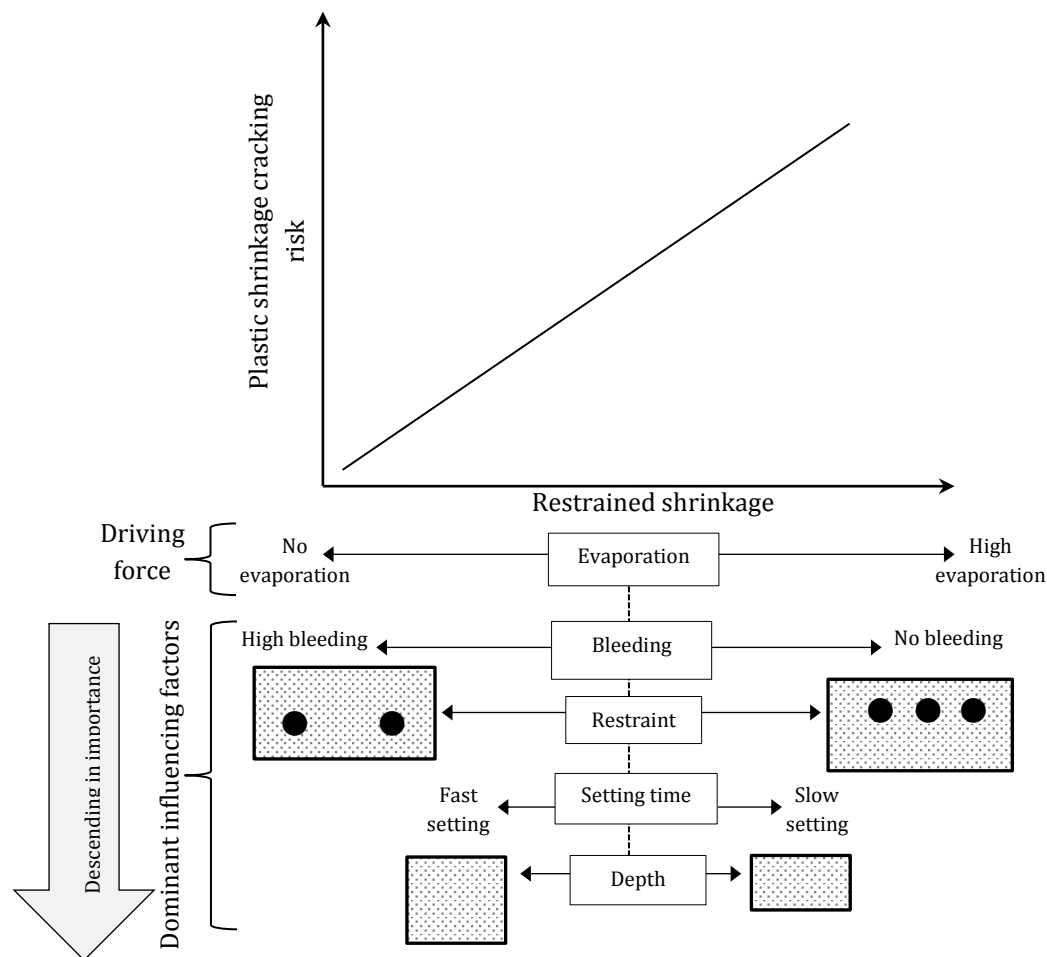 Plastic shrinkage cracking
risk
Restrained shrinkage
Driving
force
No
evaporation
Evaporation
High
evaporation
Descending in importance
Dominant influencing factors
High bleeding
Bleeding
No bleeding
Restraint
Fast
setting
Setting time
Slow
setting
Depth